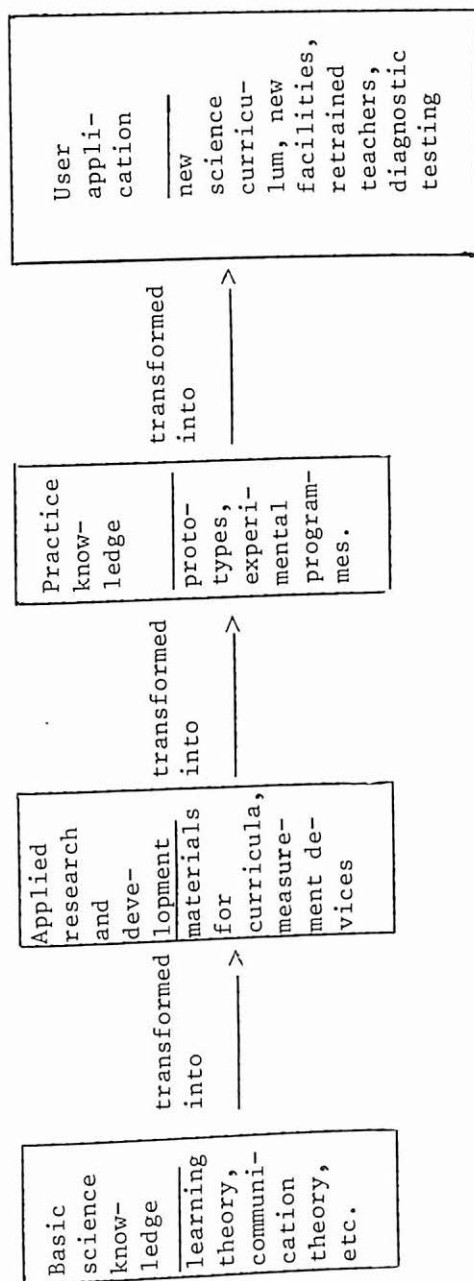 Basic
science
know-
ledge
learning
theory,
communi-
cation
theory,
etc.
transformed
into
Applied
research
and
deve-
lopment
materials
for
curricula,
measure-
ment de-
vices
transformed
into
Practice
know-
ledge
proto-
types,
experi-
mental
program-
mes.
transformed
into
User
appli-
cation
new
science
curricu-
lum, new
facilities,
retrained
teachers,
diagnostic
testing